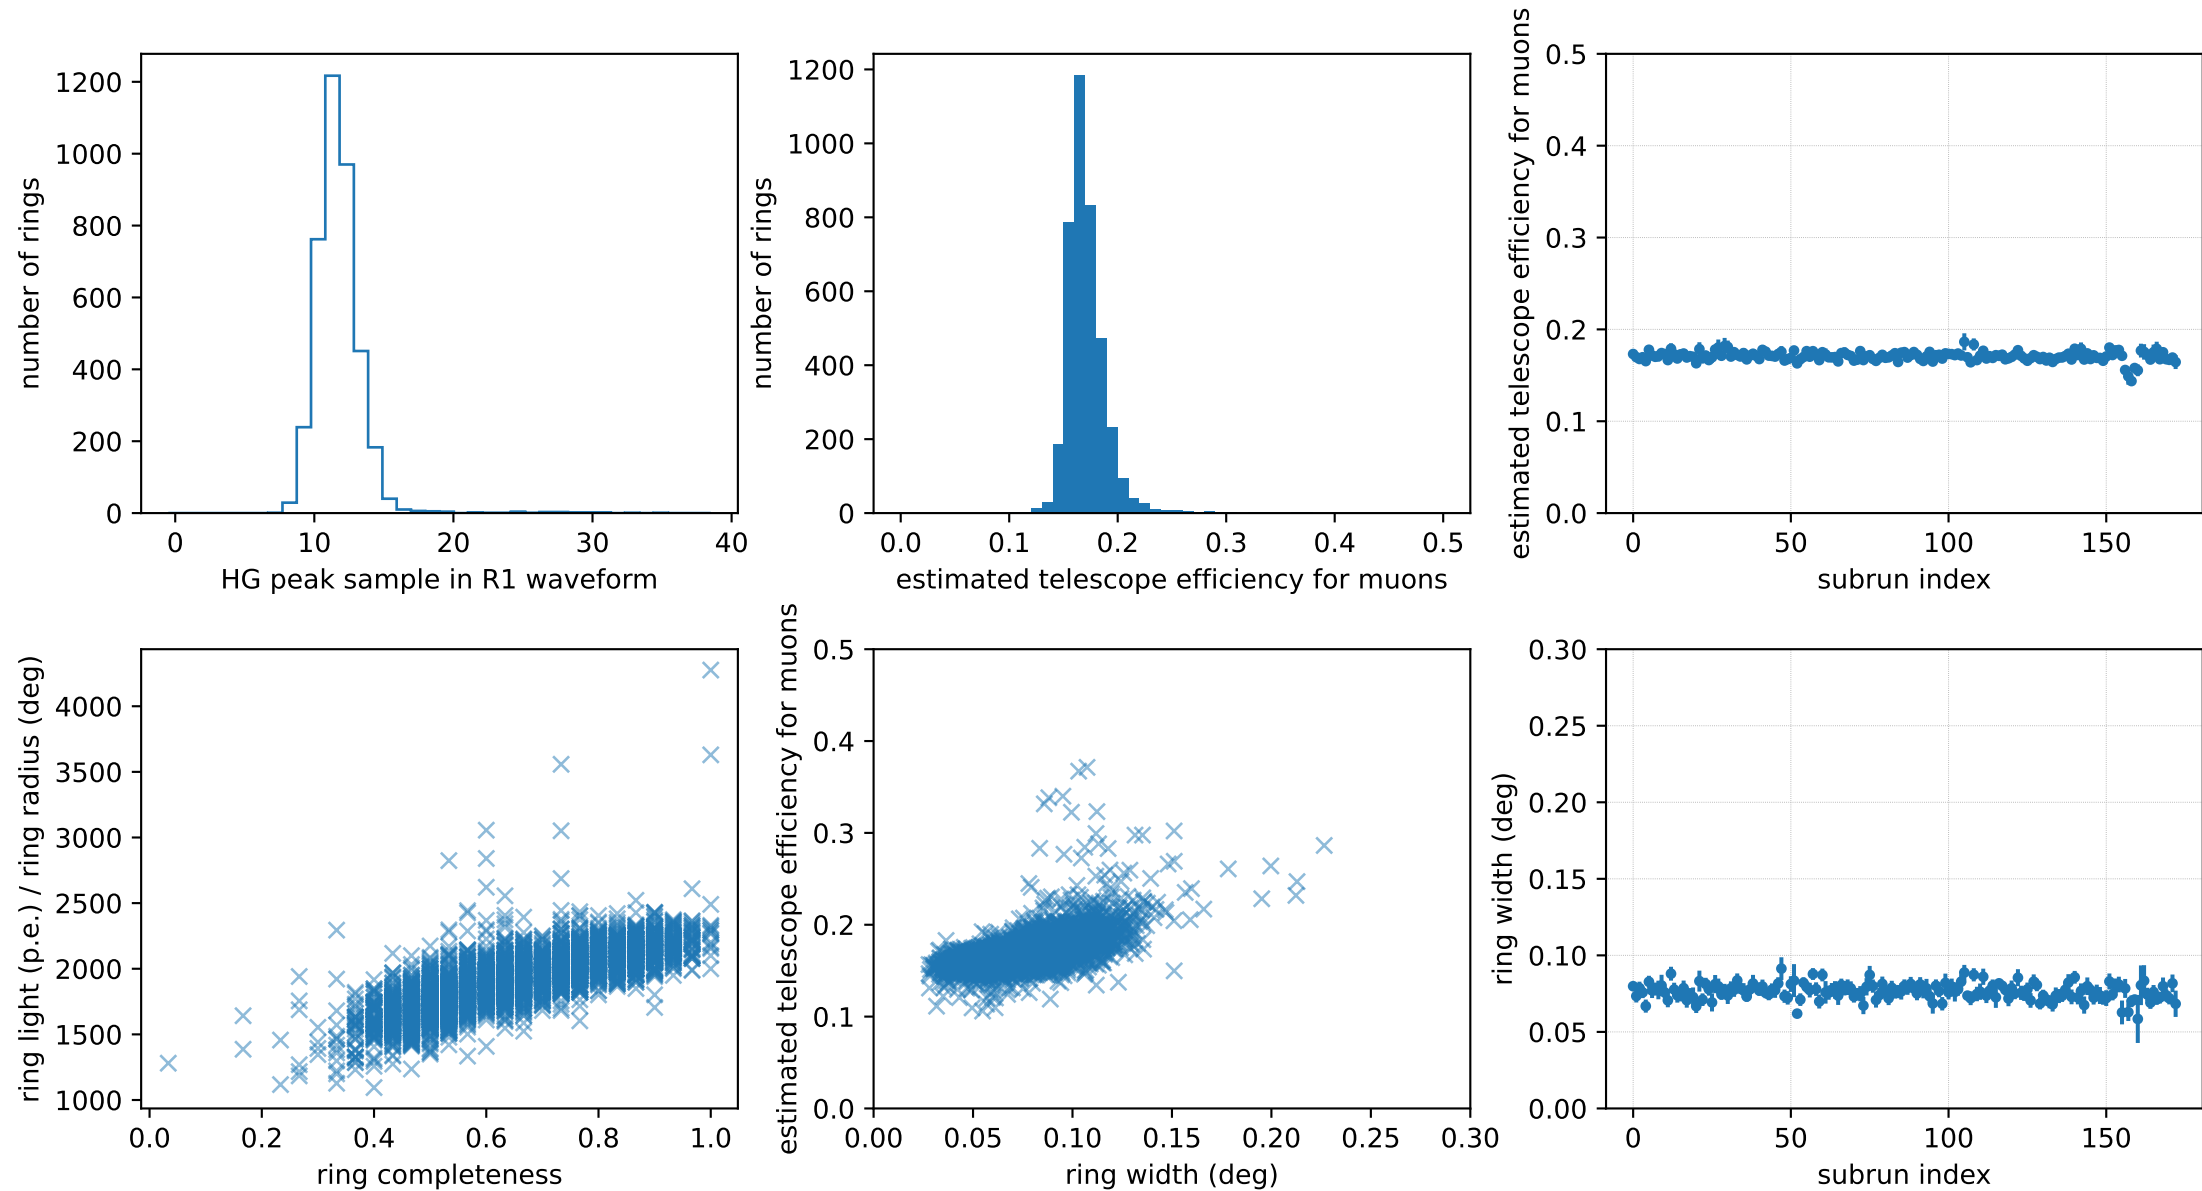 1200
1000
800
600
400
200
0
number of rings
0 10 20 30 40
HG peak sample in R1 waveform
1200
1000
800
600
400
200
0
number of rings
0.0 0.1 0.2 0.3 0.4 0.5
estimated telescope efficiency for muons
0.5
0.4
0.3
0.2
0.1
0.0
estimated telescope efficiency for muons
0 50 100 150
subrun index
4000
3500
3000
2500
2000
1500
1000
ring light (p.e.) / ring radius (deg)
0.0 0.2 0.4 0.6 0.8 1.0
ring completeness
0.5
0.4
0.3
0.2
0.1
0.0
estimated telescope efficiency for muons
0.00 0.05 0.10 0.15 0.20 0.25 0.30
ring width (deg)
0.30
0.25
0.20
0.15
0.10
0.05
0.00
ring width (deg)
0 50 100 150
subrun index